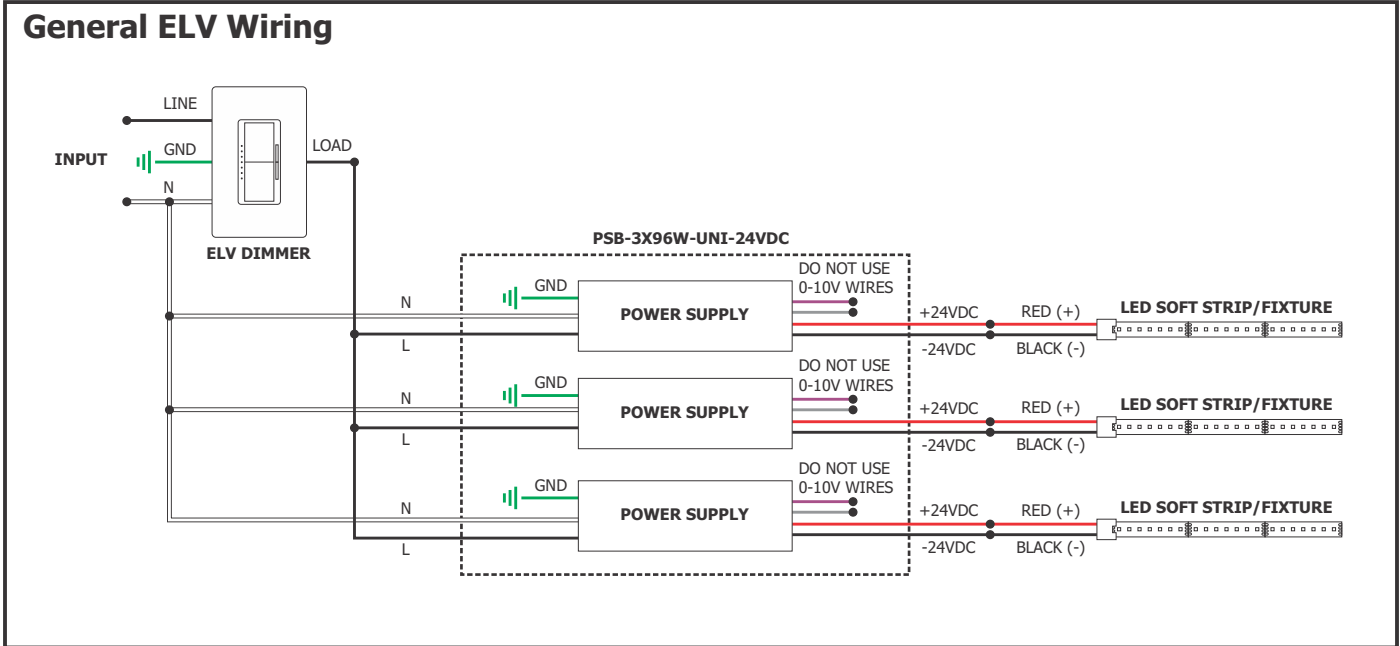 General ELV Wiring
LINE
INPUT
GND
LOAD
N
ELV DIMMER
PSB-3X96W-UNI-24VDC
N
L
GND
POWER SUPPLY
DO NOT USE
0-10V WIRES
+24VDC
-24VDC
RED (+)
BLACK (-)
LED SOFT STRIP/FIXTURE
N
L
GND
POWER SUPPLY
DO NOT USE
0-10V WIRES
+24VDC
-24VDC
RED (+)
BLACK (-)
LED SOFT STRIP/FIXTURE
N
L
GND
POWER SUPPLY
DO NOT USE
0-10V WIRES
+24VDC
-24VDC
RED (+)
BLACK (-)
LED SOFT STRIP/FIXTURE